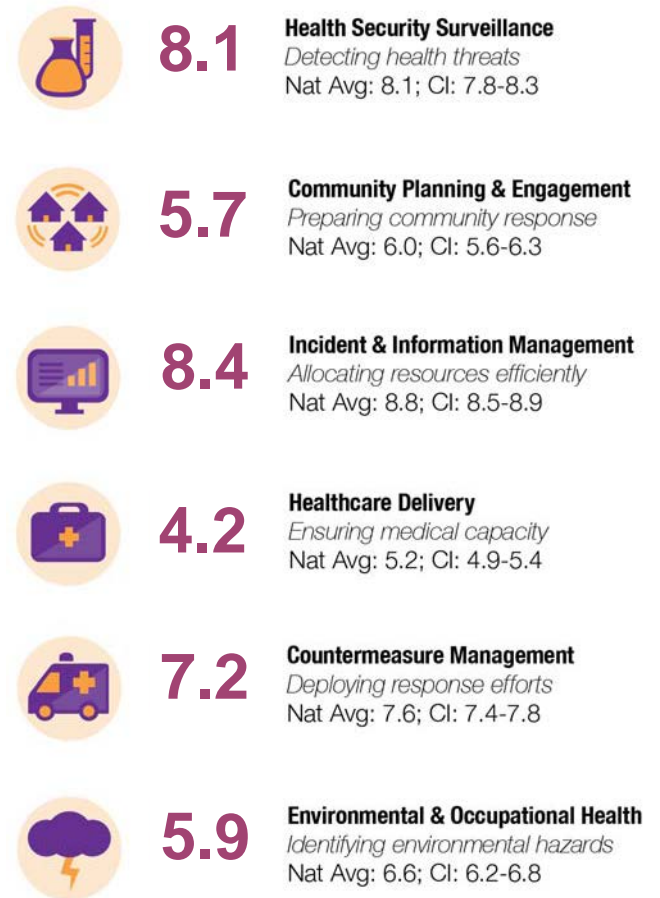 8.1
Health Security Surveillance
Detecting health threats
Nat Avg: 8.1; CI: 7.8-8.3
5.7
Community Planning & Engagement
Preparing community response
Nat Avg: 6.0; CI: 5.6-6.3
8.4
Incident & Information Management
Allocating resources efficiently
Nat Avg: 8.8; CI: 8.5-8.9
4.2
Healthcare Delivery
Ensuring medical capacity
Nat Avg: 5.2; CI: 4.9-5.4
7.2
Countermeasure Management
Deploying response efforts
Nat Avg: 7.6; CI: 7.4-7.8
5.9
Environmental & Occupational Health
Identifying environmental hazards
Nat Avg: 6.6; CI: 6.2-6.8